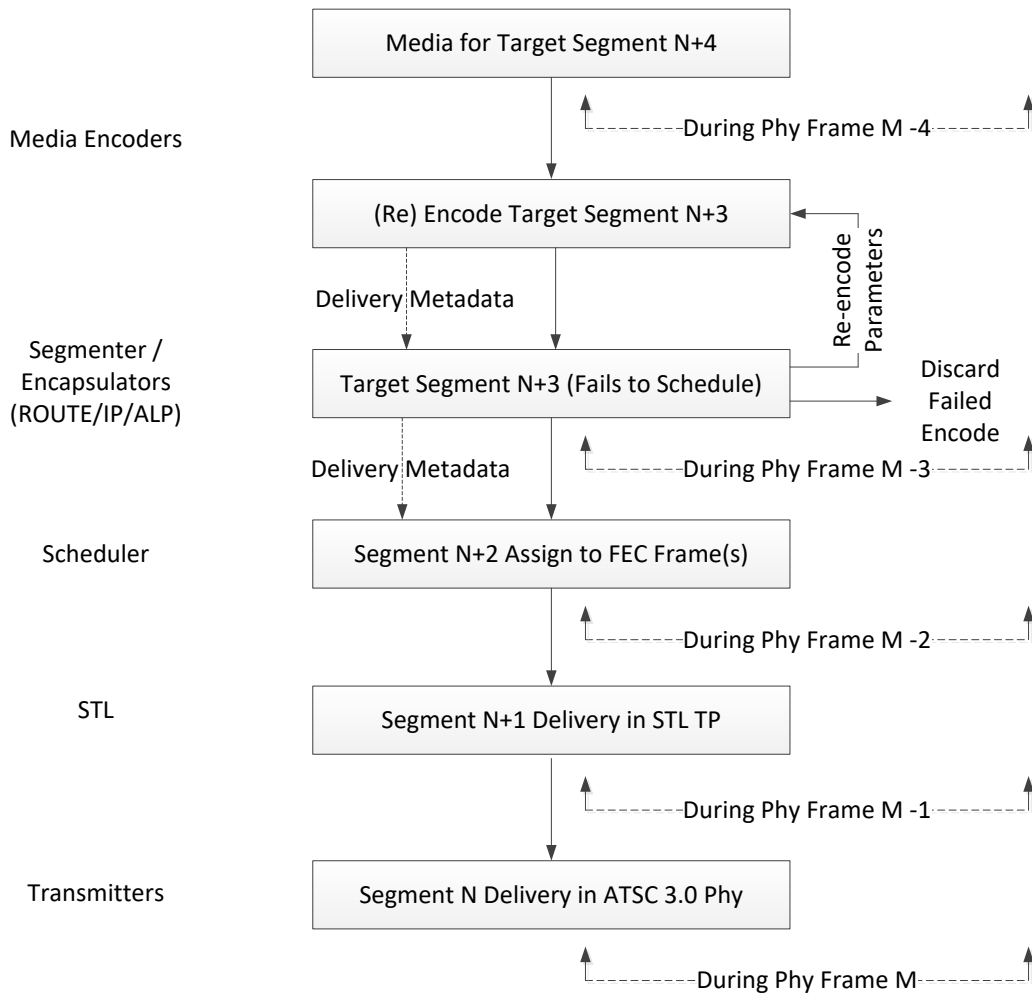 Media for Target Segment N+4
During Phy Frame M -4
Media Encoders
(Re) Encode Target Segment N+3
Re-encode
Parameters
Delivery Metadata
Segmenter /
Encapsulators
(ROUTE/IP/ALP)
Target Segment N+3 (Fails to Schedule)
Discard
Failed
Encode
Delivery Metadata
During Phy Frame M -3
Scheduler
Segment N+2 Assign to FEC Frame(s)
During Phy Frame M -2
STL
Segment N+1 Delivery in STL TP
During Phy Frame M -1
Transmitters
Segment N Delivery in ATSC 3.0 Phy
During Phy Frame M